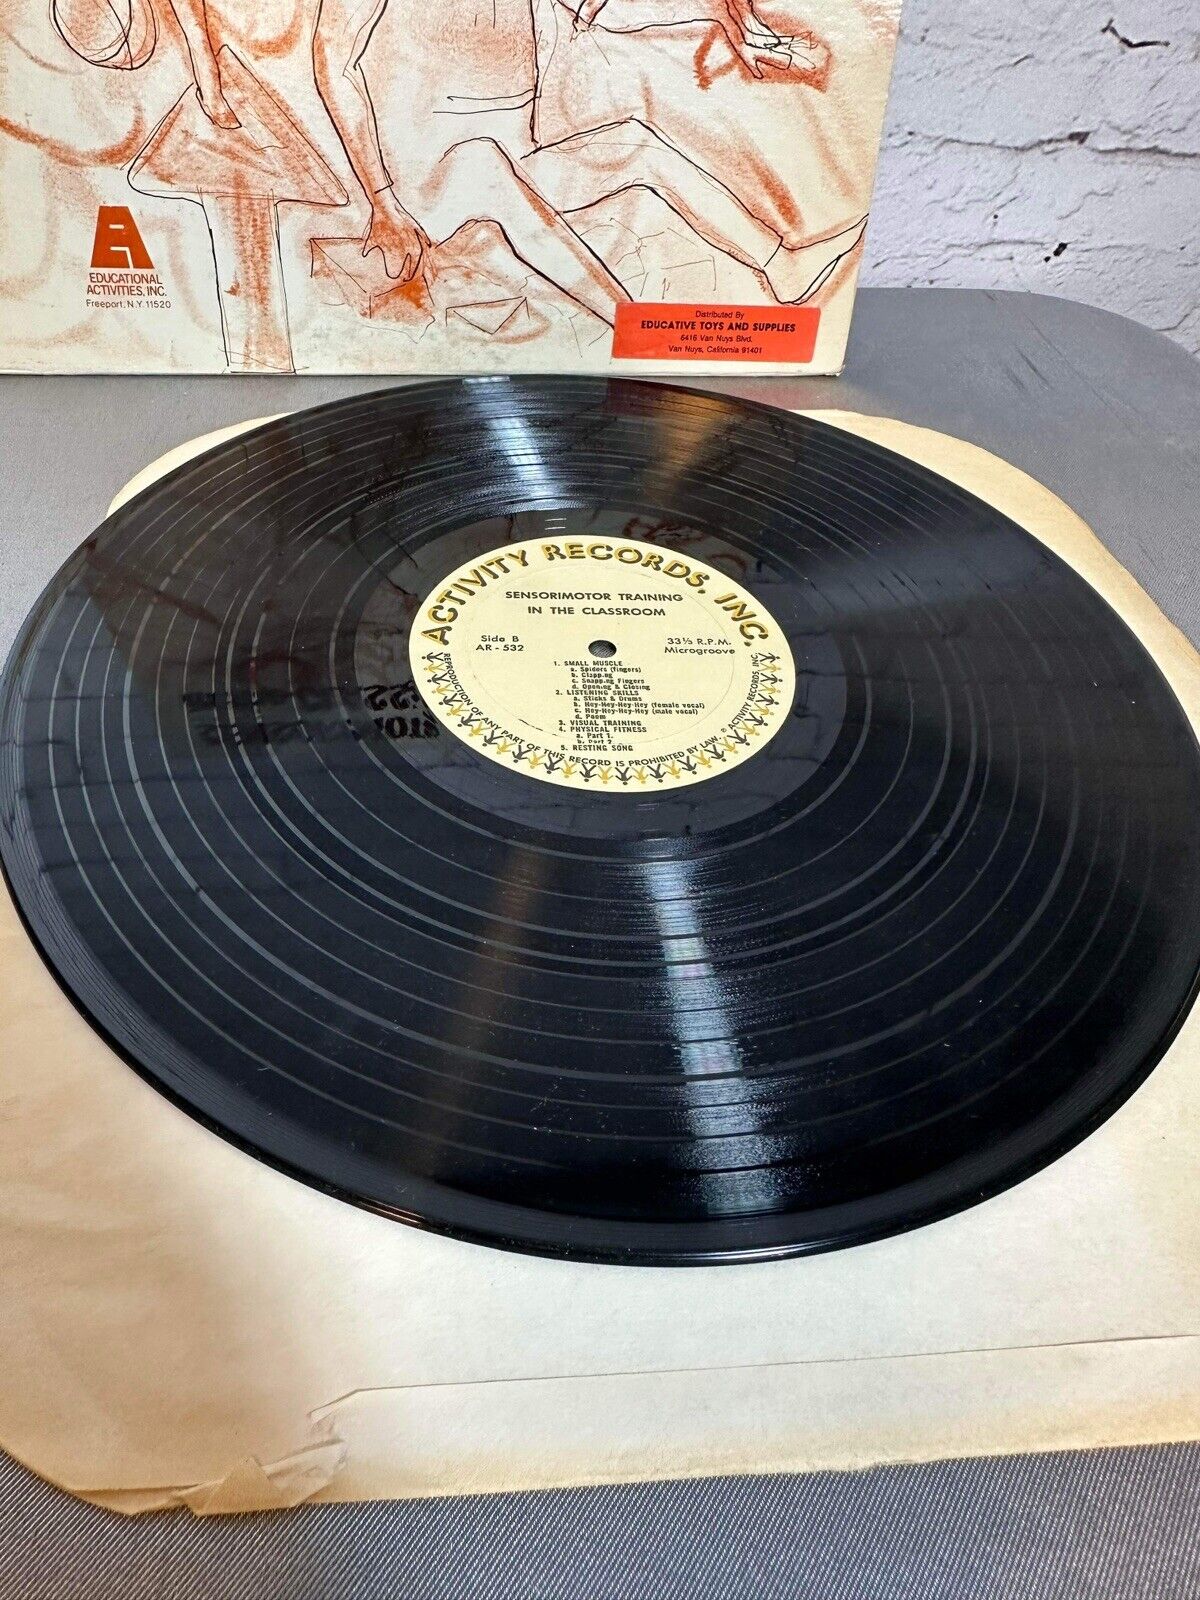 EDUCATIONAL
ACTIVITIES, INC.
Freeport, N.Y. 11520
Distributed By
EDUCATIVE TOYS AND SUPPLIES
6416 Van Nuys Blvd.
Van Nuys, California 91401
ACTIVITY RECORDS, INC.
SENSORIMOTOR TRAINING
IN THE CLASSROOM
Side B
AR - 532
33⅓ R.P.M.
Microgroove
1. SMALL MUSCLE
a. Spiders (fingers)
b. Clapping
c. Snapping Fingers
d. Opening & Closing
2. LISTENING SKILLS
a. Sticks & Drums
b. Hey-Hey-Hey-Hey (female vocal)
c. Hey-Hey-Hey-Hey (male vocal)
d. Poem
3. VISUAL TRAINING
4. PHYSICAL FITNESS
a. Part 1.
b. Part 2
5. RESTING SONG
REPRODUCTION OF ANY PART OF THIS RECORD IS PROHIBITED BY LAW. ℗ ACTIVITY RECORDS, INC.